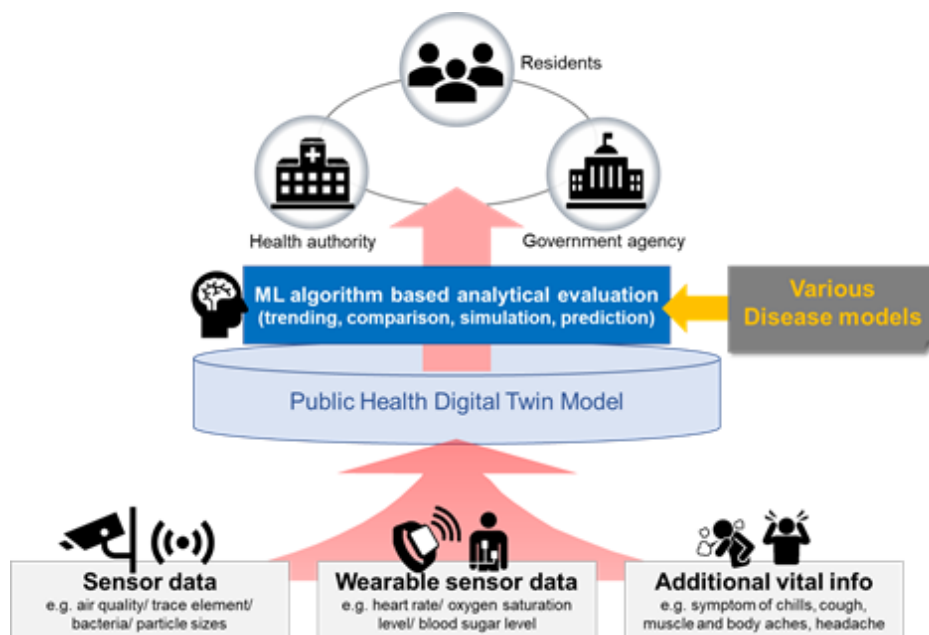 Residents
Health authority
Government agency
ML algorithm based analytical evaluation
(trending, comparison, simulation, prediction)
Various
Disease models
Public Health Digital Twin Model
Sensor data
e.g. air quality/ trace element/
bacteria/ particle sizes
Wearable sensor data
e.g. heart rate/ oxygen saturation
level/ blood sugar level
Additional vital info
e.g. symptom of chills, cough,
muscle and body aches, headache